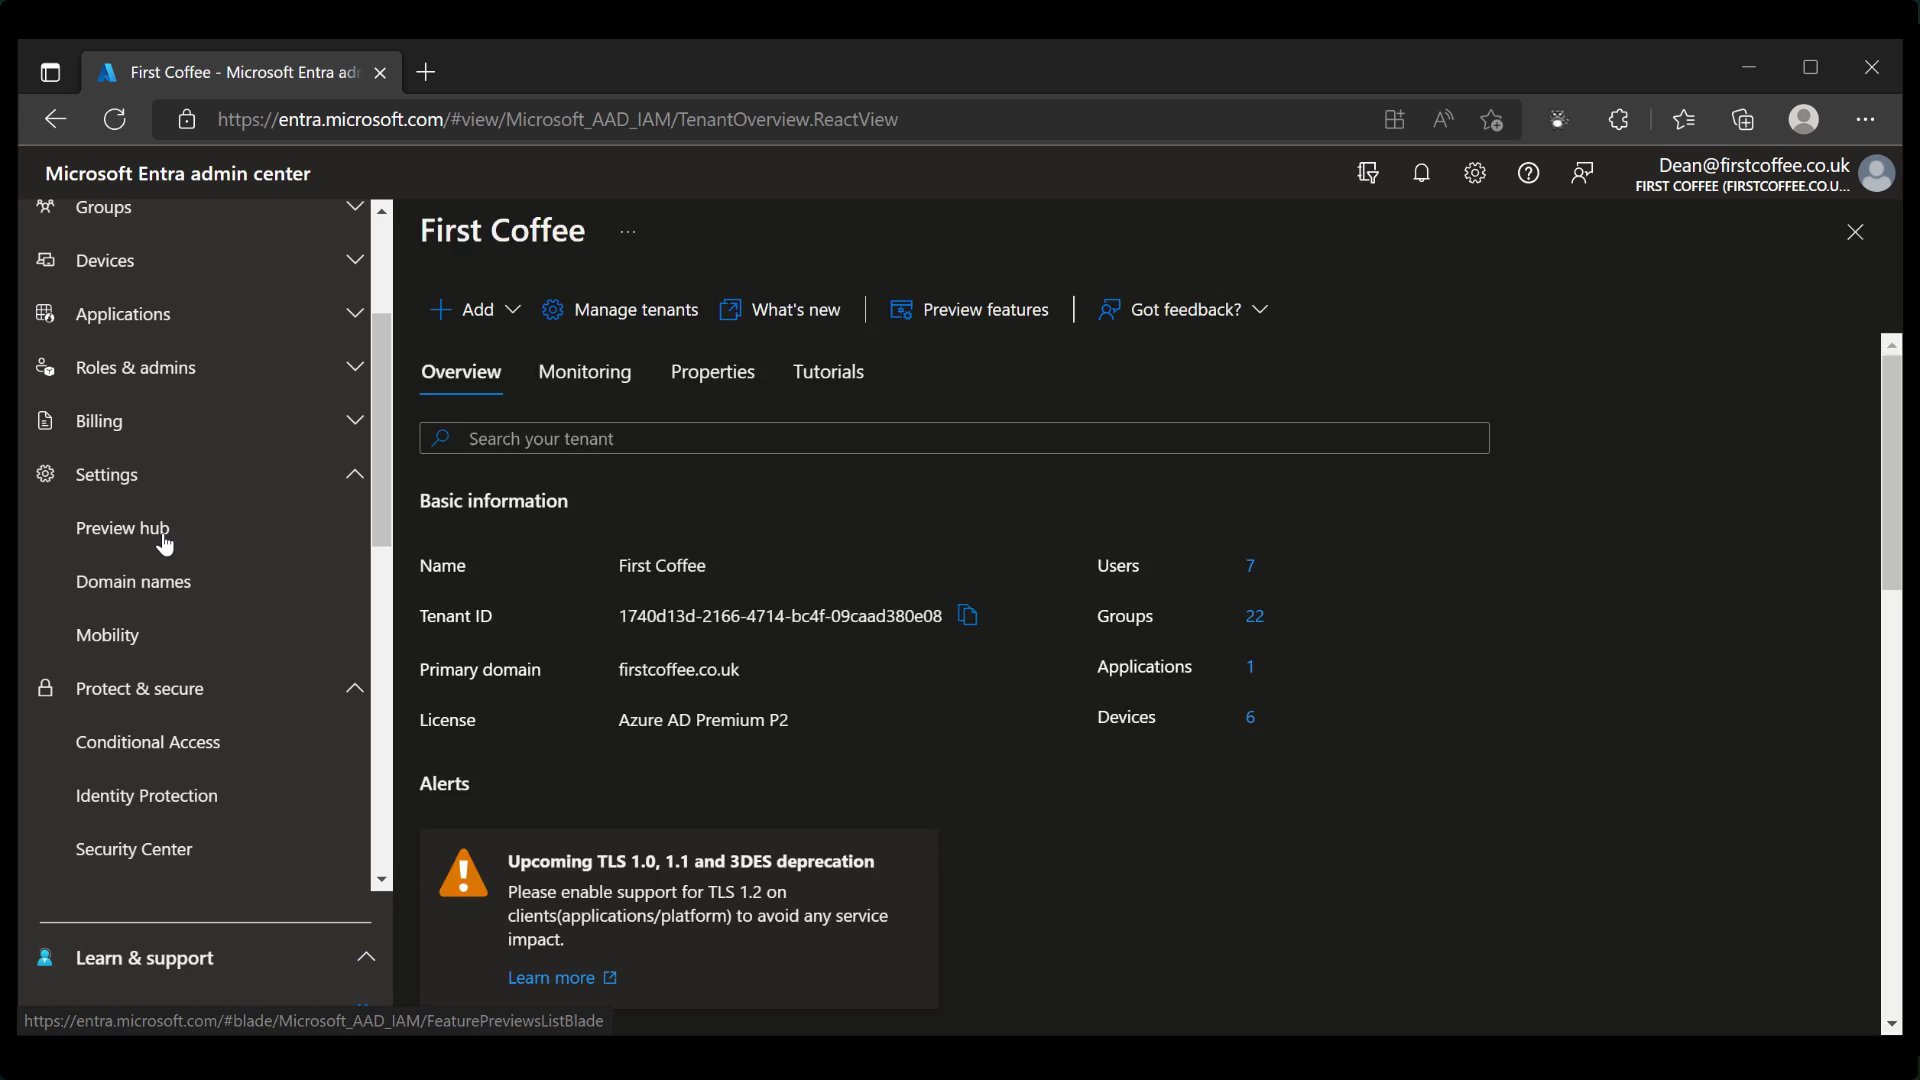 First Coffee - Microsoft Entra adr
https://entra.microsoft.com/#view/Microsoft_AAD_IAM/TenantOverview.ReactView
Microsoft Entra admin center
Dean@firstcoffee.co.uk
FIRST COFFEE (FIRSTCOFFEE.CO.U...
Groups
Devices
Applications
Roles & admins
Billing
Settings
Preview hub
Domain names
Mobility
Protect & secure
Conditional Access
Identity Protection
Security Center
Learn & support
First Coffee ...
Add
Manage tenants
What's new
Preview features
Got feedback?
Overview Monitoring Properties Tutorials
Search your tenant
Basic information
Name First Coffee Users 7
Tenant ID 1740d13d-2166-4714-bc4f-09caad380e08 Groups 22
Primary domain firstcoffee.co.uk Applications 1
License Azure AD Premium P2 Devices 6
Alerts
Upcoming TLS 1.0, 1.1 and 3DES deprecation
Please enable support for TLS 1.2 on
clients(applications/platform) to avoid any service
impact.
Learn more
https://entra.microsoft.com/#blade/Microsoft_AAD_IAM/FeaturePreviewsListBlade